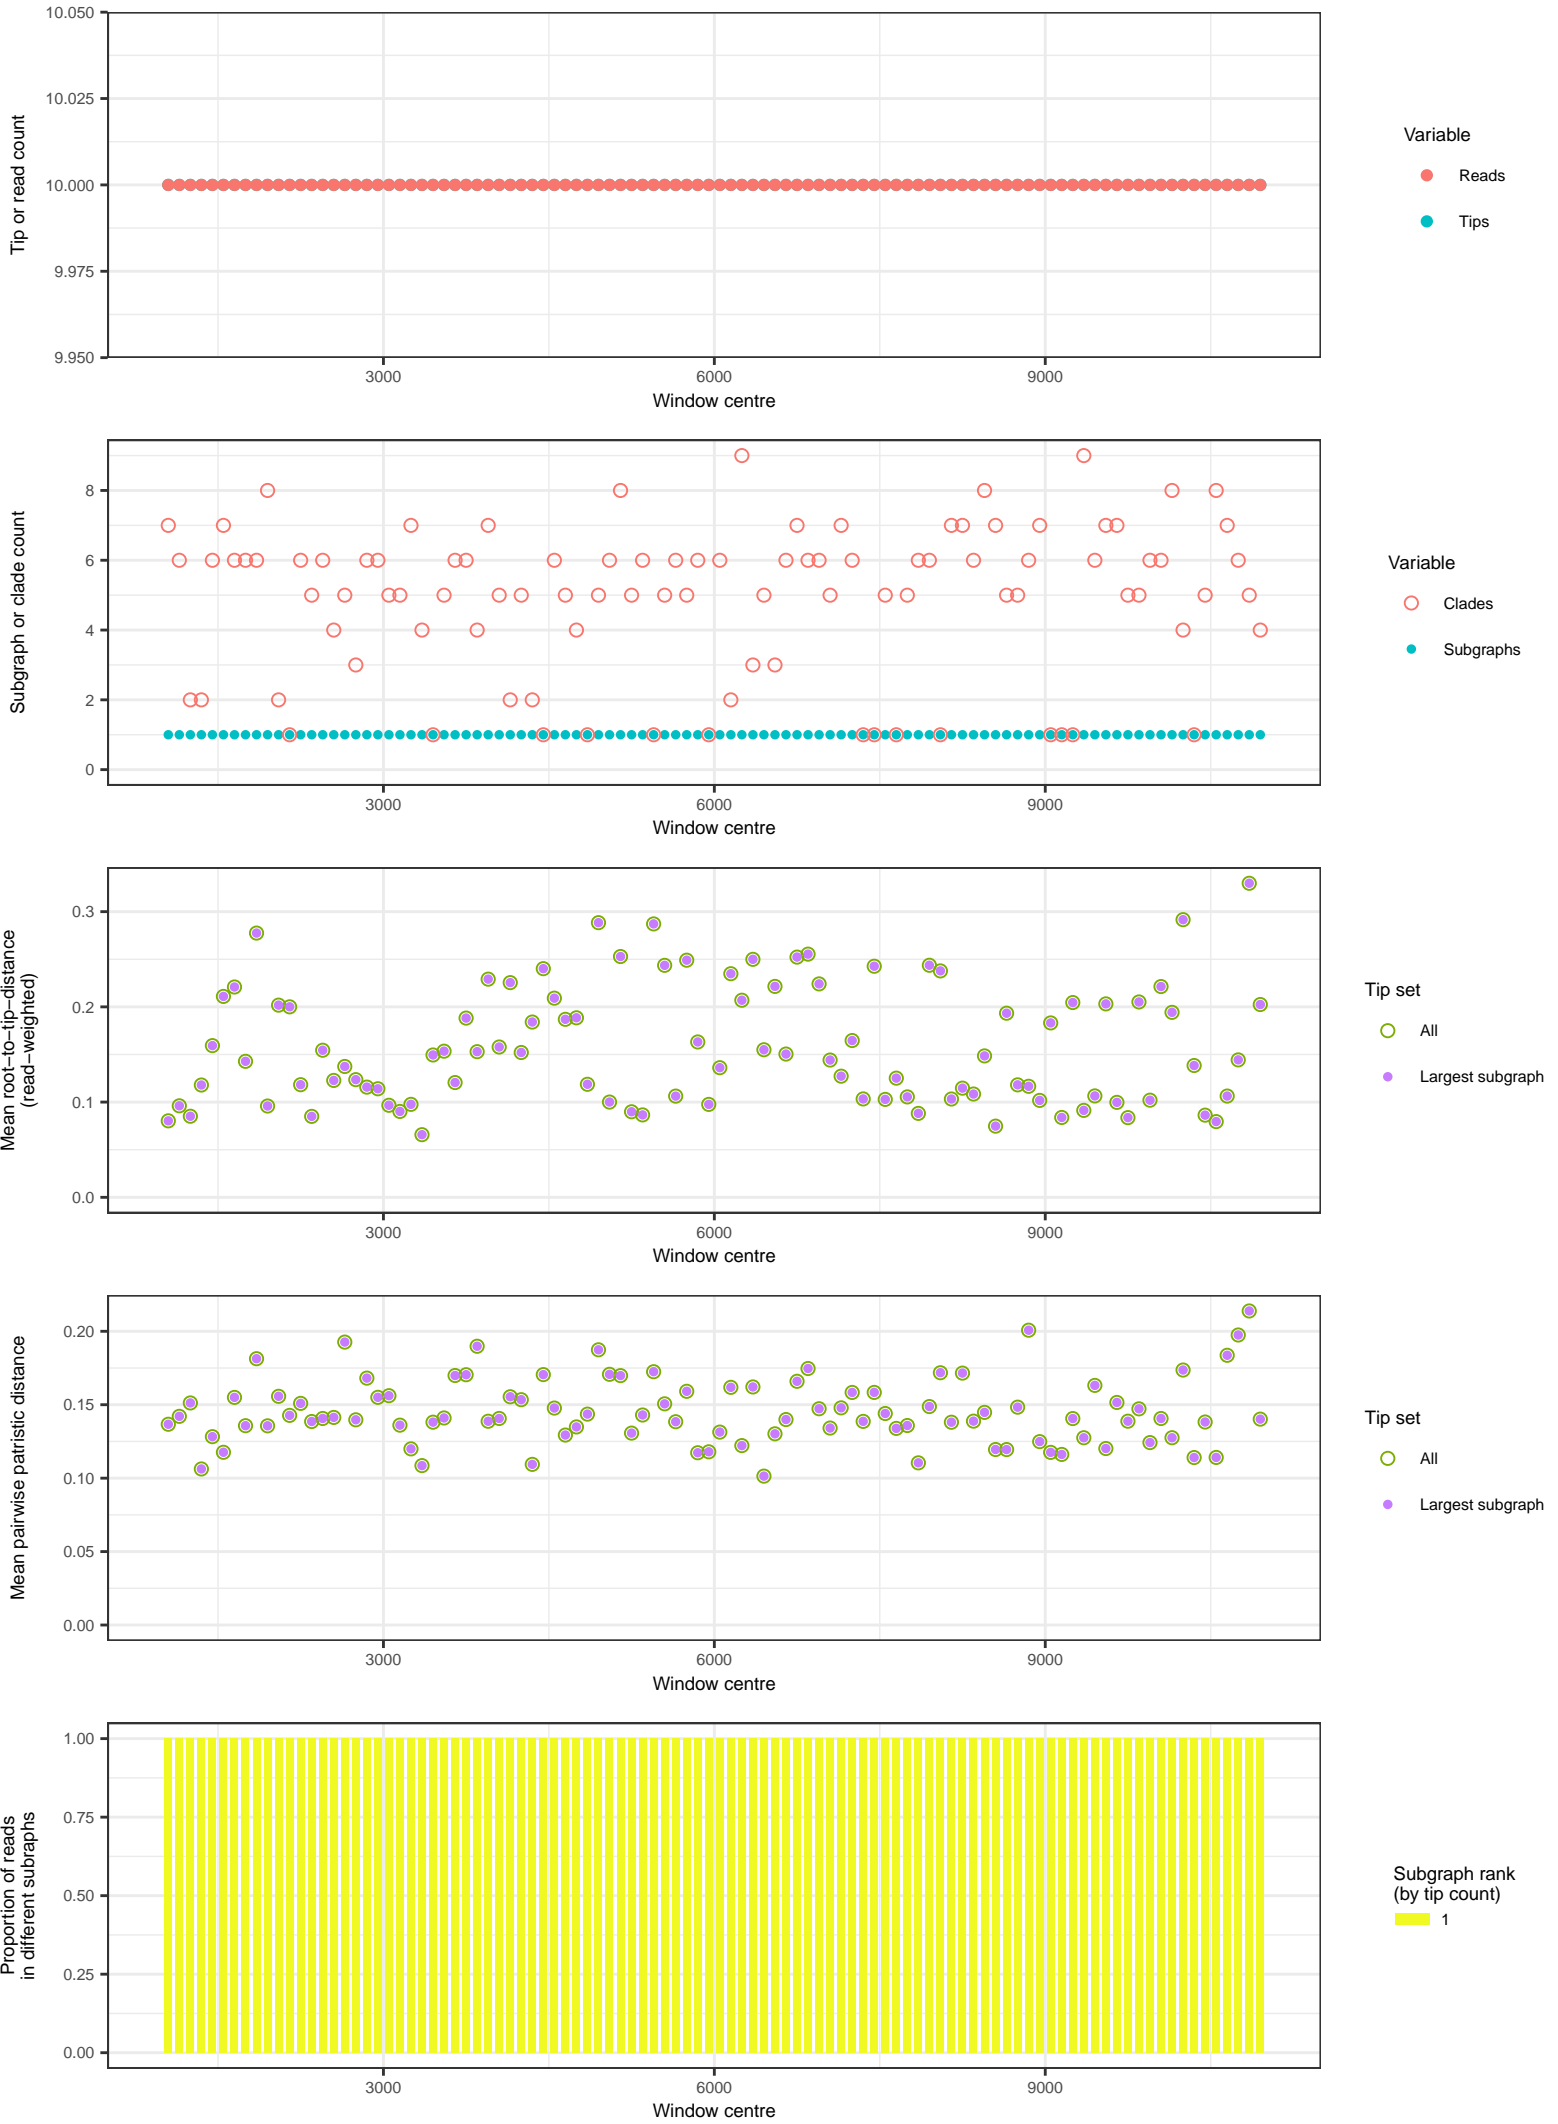 10.050
10.025
10.000
9.975
9.950
Tip or read count
3000
6000
9000
Window centre
Variable
Reads
Tips
8
6
4
2
0
Subgraph or clade count
3000
6000
9000
Window centre
Variable
Clades
Subgraphs
0.3
0.2
0.1
0.0
Mean root−to−tip−distance
(read−weighted)
3000
6000
9000
Window centre
Tip set
All
Largest subgraph
0.20
0.15
0.10
0.05
0.00
Mean pairwise patristic distance
3000
6000
9000
Window centre
Tip set
All
Largest subgraph
1.00
0.75
0.50
0.25
0.00
Proportion of reads
in different subraphs
3000
6000
9000
Window centre
Subgraph rank
(by tip count)
1